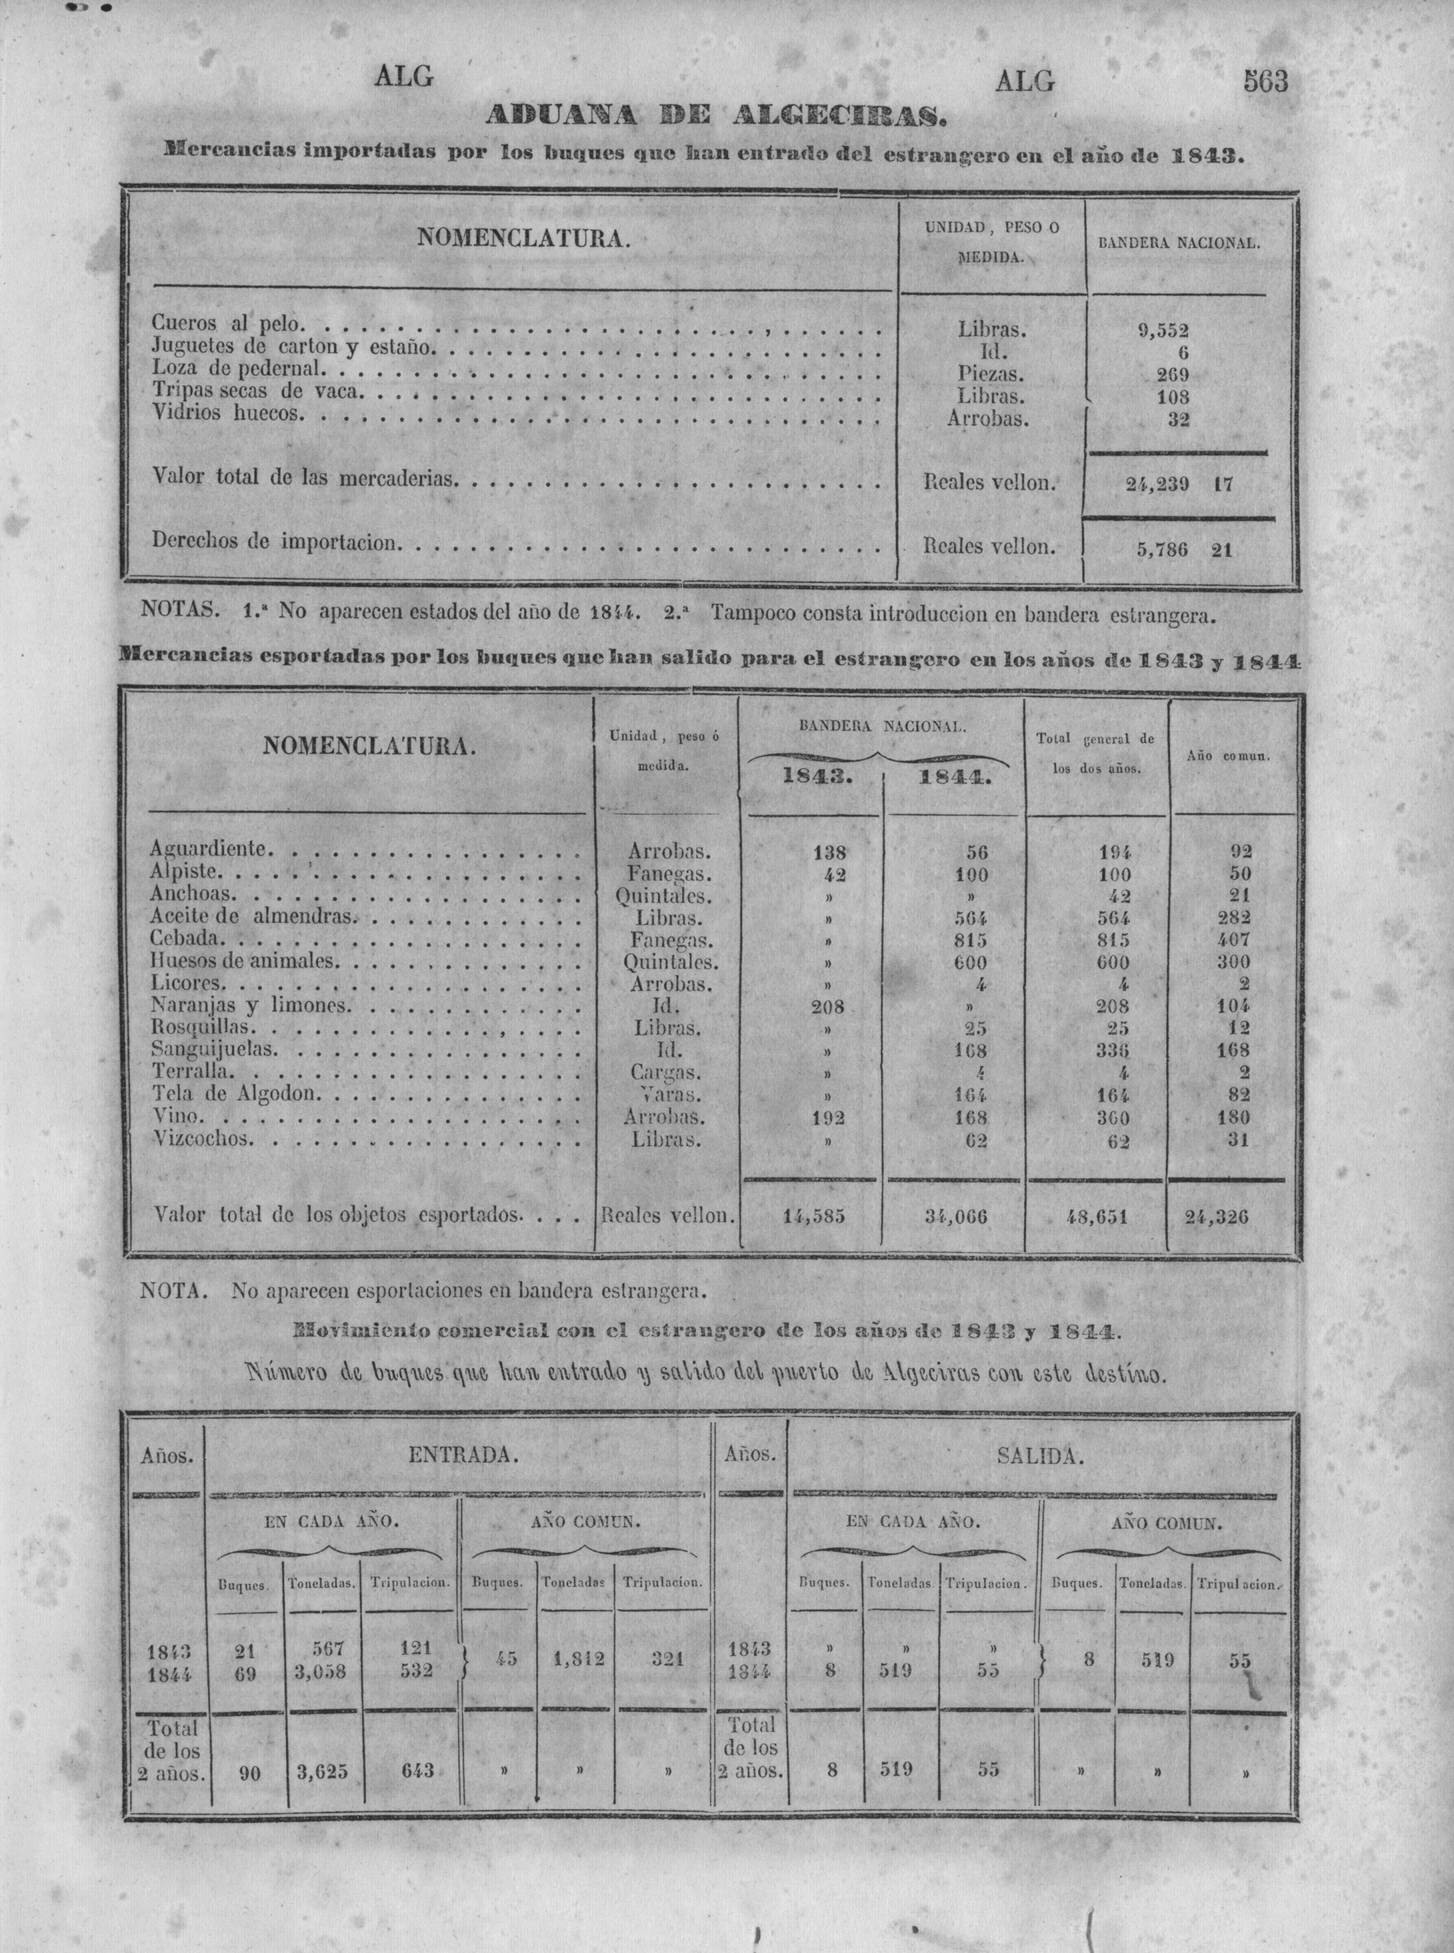 ALG ALG 563
ADUANA DE ALGECIRAS.
Mercancias importadas por los buques que han entrado del estrangero en el año de 1843.
NOMENCLATURA. UNIDAD, PESO O MEDIDA. BANDERA NACIONAL.
Cueros al pelo. Libras. 9,552
Juguetes de carton y estaño. Id. 6
Loza de pedernal. Piezas. 269
Tripas secas de vaca. Libras. 108
Vidrios huecos. Arrobas. 32
Valor total de las mercaderias. Reales vellon. 24,239 17
Derechos de importacion. Reales vellon. 5,786 21
NOTAS. 1.ª No aparecen estados del año de 1844. 2.ª Tampoco consta introduccion en bandera estrangera.
Mercancias esportadas por los buques que han salido para el estrangero en los años de 1843 y 1844
NOMENCLATURA. Unidad, peso ó medida. BANDERA NACIONAL. 1843. 1844. Total general de los dos años. Año comun.
Aguardiente. Arrobas. 138 56 194 92
Alpiste. Fanegas. 42 100 100 50
Anchoas. Quintales. » » 42 21
Aceite de almendras. Libras. » 564 564 282
Cebada. Fanegas. » 815 815 407
Huesos de animales. Quintales. » 600 600 300
Licores. Arrobas. » 4 4 2
Naranjas y limones. Id. 208 » 208 104
Rosquillas. Libras. » 25 25 12
Sanguijuelas. Id. » 168 336 168
Terralla. Cargas. » 4 4 2
Tela de Algodon. Varas. » 164 164 82
Vino. Arrobas. 192 168 360 180
Vizcochos. Libras. » 62 62 31
Valor total de los objetos esportados. Reales vellon. 14,585 34,066 48,651 24,326
NOTA. No aparecen esportaciones en bandera estrangera.
Movimiento comercial con el estrangero de los años de 1843 y 1844.
Número de buques que han entrado y salido del puerto de Algeciras con este destíno.
Años. ENTRADA. Años. SALIDA.
EN CADA AÑO. AÑO COMUN. EN CADA AÑO. AÑO COMUN.
Buques. Toneladas. Tripulacion. Buques. Toneladas Tripulacion. Buques. Toneladas Tripulacion. Buques. Toneladas. Tripulacion.
1843 21 567 121 1843 » » »
1844 69 3,058 532 } 45 1,812 321 1844 8 519 55 } 8 519 55
Total de los 2 años. 90 3,625 643 » » » Total de los 2 años. 8 519 55 » » »